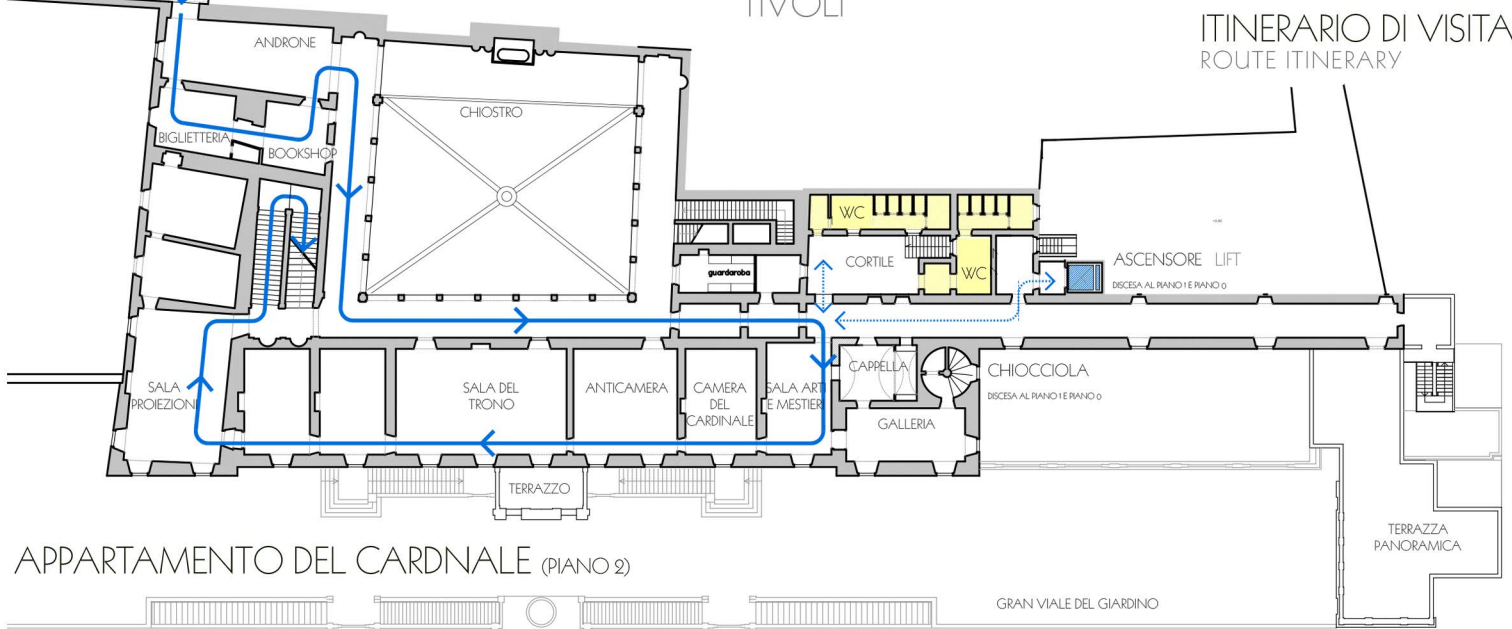 TIVOLI
ITINERARIO DI VISITA
ROUTE ITINERARY
ANDRONE
CHIOSTRO
BIGLIETTERIA
BOOKSHOP
WC
guardaroba
CORTILE
WC
ASCENSORE LIFT
DISCESA AL PIANO 1 E PIANO 0
SALA
PROIEZIONI
SALA DEL
TRONO
ANTICAMERA
CAMERA
DEL
CARDINALE
SALA ARTI
E MESTIERI
CAPPELLA
CHIOCCIOLA
DISCESA AL PIANO 1 E PIANO 0
GALLERIA
TERRAZZO
TERRAZZA
PANORAMICA
APPARTAMENTO DEL CARDNALE (PIANO 2)
GRAN VIALE DEL GIARDINO